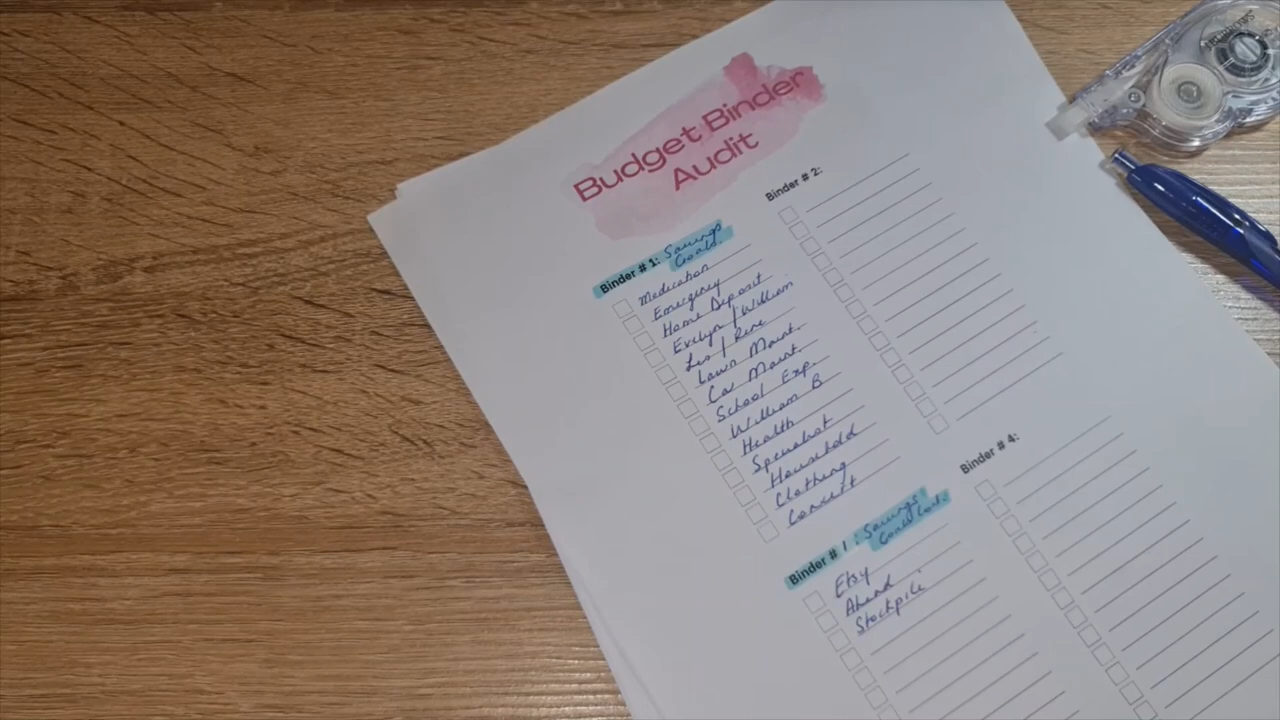 Budget Binder
Audit
Binder # 1: Savings
Goals.
Medication
Emergency
Home Deposit
Evelyn / William
Les / Rene
Lawn Maint.
Car Maint.
School Exp.
William B
Health
Specialist
Household
Clothing
Concert
Binder # 2:
Binder # 1 : Savings
Goals Cont.
Etsy
Ahead
Stockpile
Binder # 4: